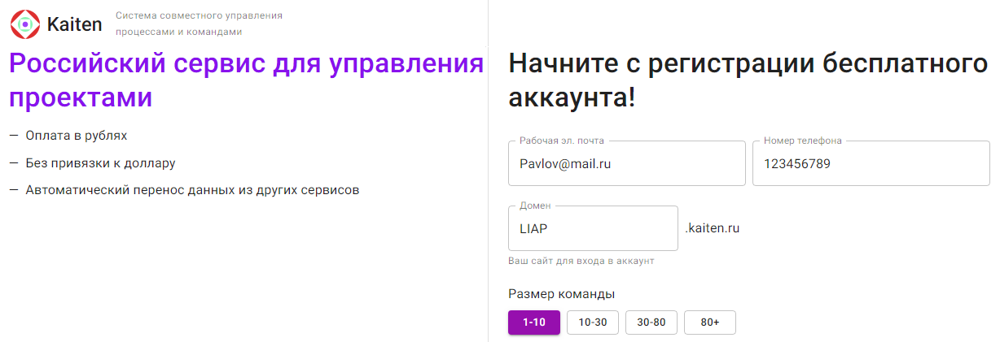 Kaiten
Система совместного управления
процессами и командами
Российский сервис для управления
проектами
— Оплата в рублях
— Без привязки к доллару
— Автоматический перенос данных из других сервисов
Начните с регистрации бесплатного
аккаунта!
Рабочая эл. почта
Pavlov@mail.ru
Номер телефона
123456789
Домен
LIAP
.kaiten.ru
Ваш сайт для входа в аккаунт
Размер команды
1-10
10-30
30-80
80+